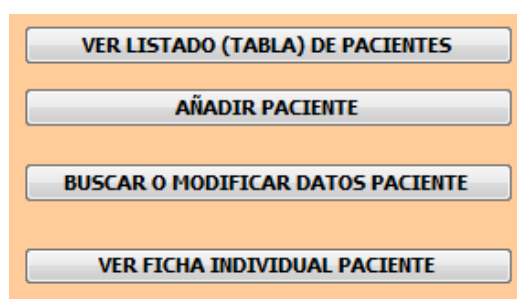 VER LISTADO (TABLA) DE PACIENTES
AÑADIR PACIENTE
BUSCAR O MODIFICAR DATOS PACIENTE
VER FICHA INDIVIDUAL PACIENTE